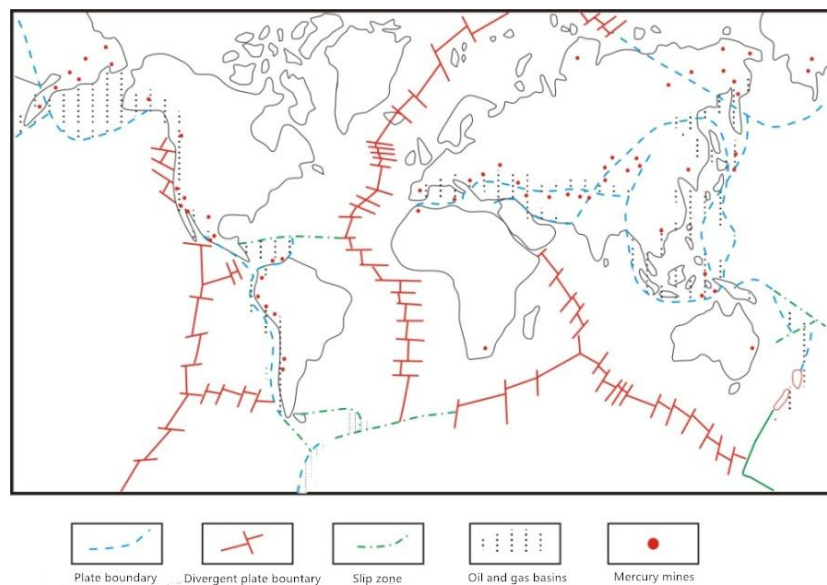 Plate boundary
Divergent plate bountary
Slip zone
Oil and gas basins
Mercury mines